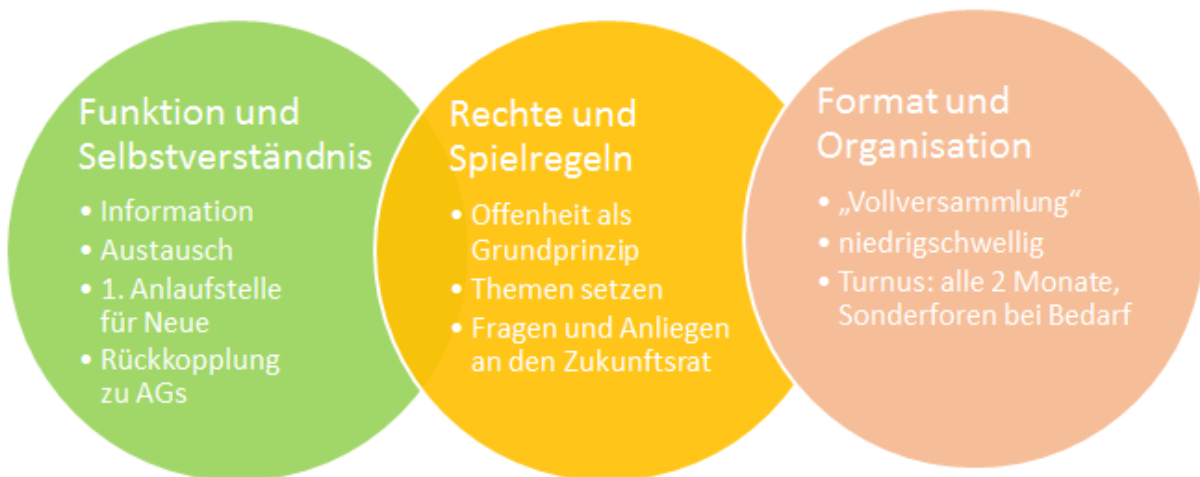 Funktion und
Selbstverständnis
• Information
• Austausch
• 1. Anlaufstelle
für Neue
• Rückkopplung
zu AGs
Rechte und
Spielregeln
• Offenheit als
Grundprinzip
• Themen setzen
• Fragen und Anliegen
an den Zukunftsrat
Format und
Organisation
• „Vollversammlung“
• niedrigschwellig
• Turnus: alle 2 Monate,
Sonderforen bei Bedarf